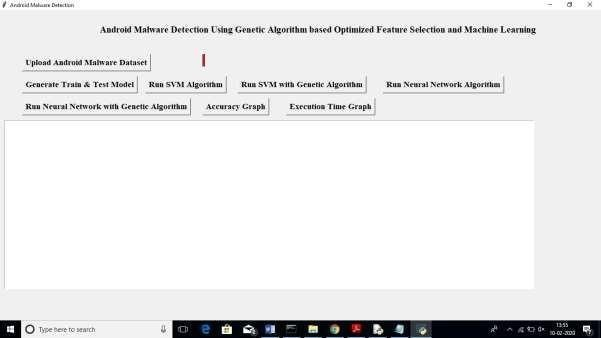 Android Malware Detection
Android Malware Detection Using Genetic Algorithm based Optimized Feature Selection and Machine Learning
Upload Android Malware Dataset
Generate Train & Test Model Run SVM Algorithm Run SVM with Genetic Algorithm Run Neural Network Algorithm
Run Neural Network with Genetic Algorithm Accuracy Graph Execution Time Graph
Type here to search
13:55
10-02-2020